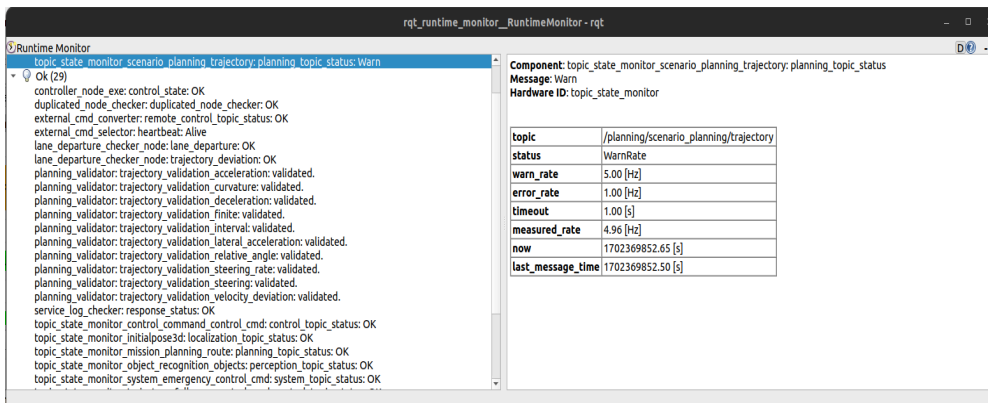 rqt_runtime_monitor__RuntimeMonitor - rqt
Runtime Monitor
D
topic_state_monitor_scenario_planning_trajectory: planning_topic_status: Warn
Ok (29)
controller_node_exe: control_state: OK
duplicated_node_checker: duplicated_node_checker: OK
external_cmd_converter: remote_control_topic_status: OK
external_cmd_selector: heartbeat: Alive
lane_departure_checker_node: lane_departure: OK
lane_departure_checker_node: trajectory_deviation: OK
planning_validator: trajectory_validation_acceleration: validated.
planning_validator: trajectory_validation_curvature: validated.
planning_validator: trajectory_validation_deceleration: validated.
planning_validator: trajectory_validation_finite: validated.
planning_validator: trajectory_validation_interval: validated.
planning_validator: trajectory_validation_lateral_acceleration: validated.
planning_validator: trajectory_validation_relative_angle: validated.
planning_validator: trajectory_validation_steering_rate: validated.
planning_validator: trajectory_validation_steering: validated.
planning_validator: trajectory_validation_velocity_deviation: validated.
service_log_checker: response_status: OK
topic_state_monitor_control_command_control_cmd: control_topic_status: OK
topic_state_monitor_initialpose3d: localization_topic_status: OK
topic_state_monitor_mission_planning_route: planning_topic_status: OK
topic_state_monitor_object_recognition_objects: perception_topic_status: OK
topic_state_monitor_system_emergency_control_cmd: system_topic_status: OK
Component: topic_state_monitor_scenario_planning_trajectory: planning_topic_status
Message: Warn
Hardware ID: topic_state_monitor
topic /planning/scenario_planning/trajectory
status WarnRate
warn_rate 5.00 [Hz]
error_rate 1.00 [Hz]
timeout 1.00 [s]
measured_rate 4.96 [Hz]
now 1702369852.65 [s]
last_message_time 1702369852.50 [s]